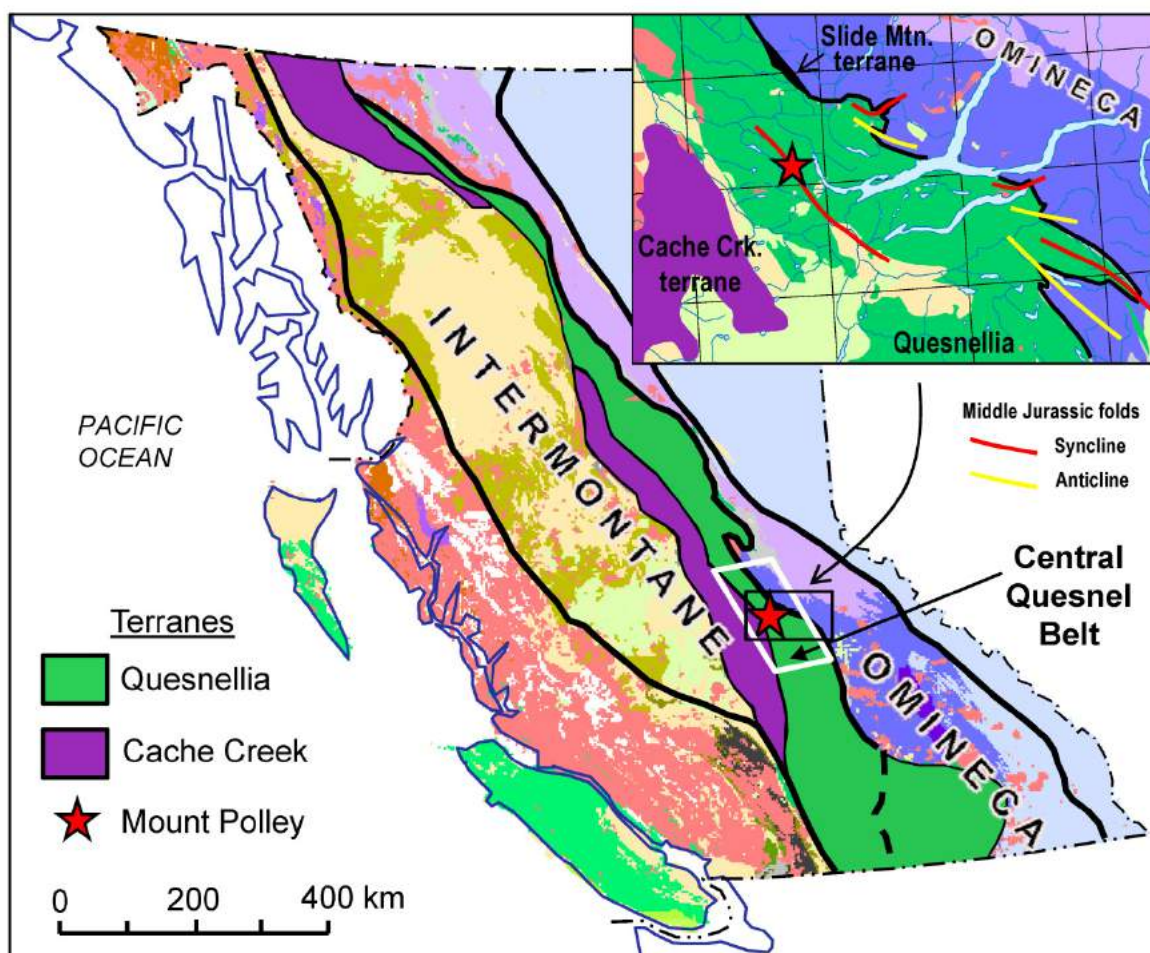 Slide Mtn.
terrane
OMINECA
Cache Crk.
terrane
Quesnellia
Middle Jurassic folds
Syncline
Anticline
PACIFIC
OCEAN
INTERMONTANE
Central
Quesnel
Belt
OMINECA
Terranes
Quesnellia
Cache Creek
Mount Polley
0 200 400 km